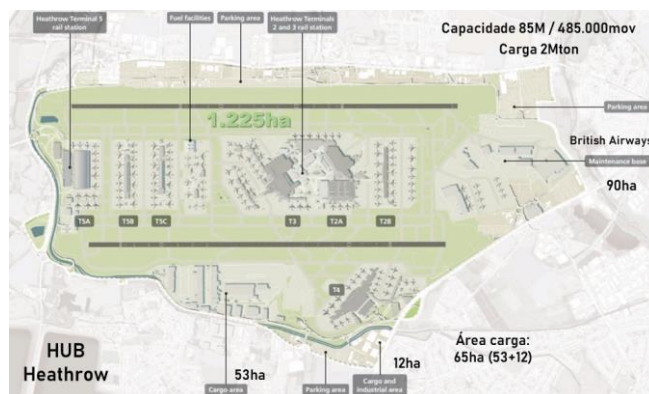 Heathrow Terminal 5
rail station
Fuel facilities
Parking area
Heathrow Terminals
2 and 3 rail station
Capacidade 85M / 485.000mov
Carga 2Mton
1.225ha
Parking area
British Airways
Maintenance base
90ha
T5A
T5B
T5C
T3
T2A
T2B
T4
HUB
Heathrow
53ha
Cargo area
Parking area
12ha
Cargo and
industrial area
Área carga:
65ha (53+12)